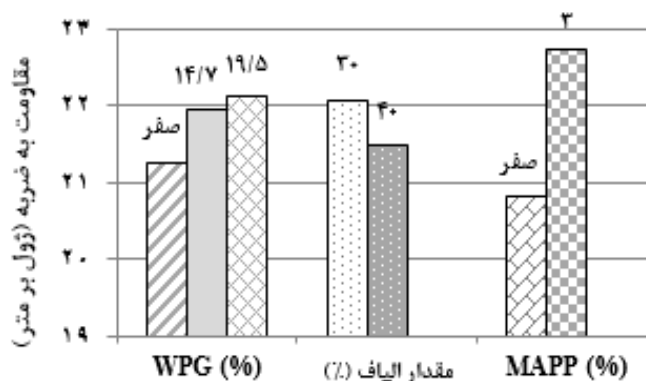 مقاومت به ضربه (ژول بر متر)
۲۳
۲۲
۲۱
۲۰
۱۹
صفر
۱۴/۷
۱۹/۵
۳۰
۴۰
صفر
۳
WPG (%)
مقدار الیاف (٪)
MAPP (%)